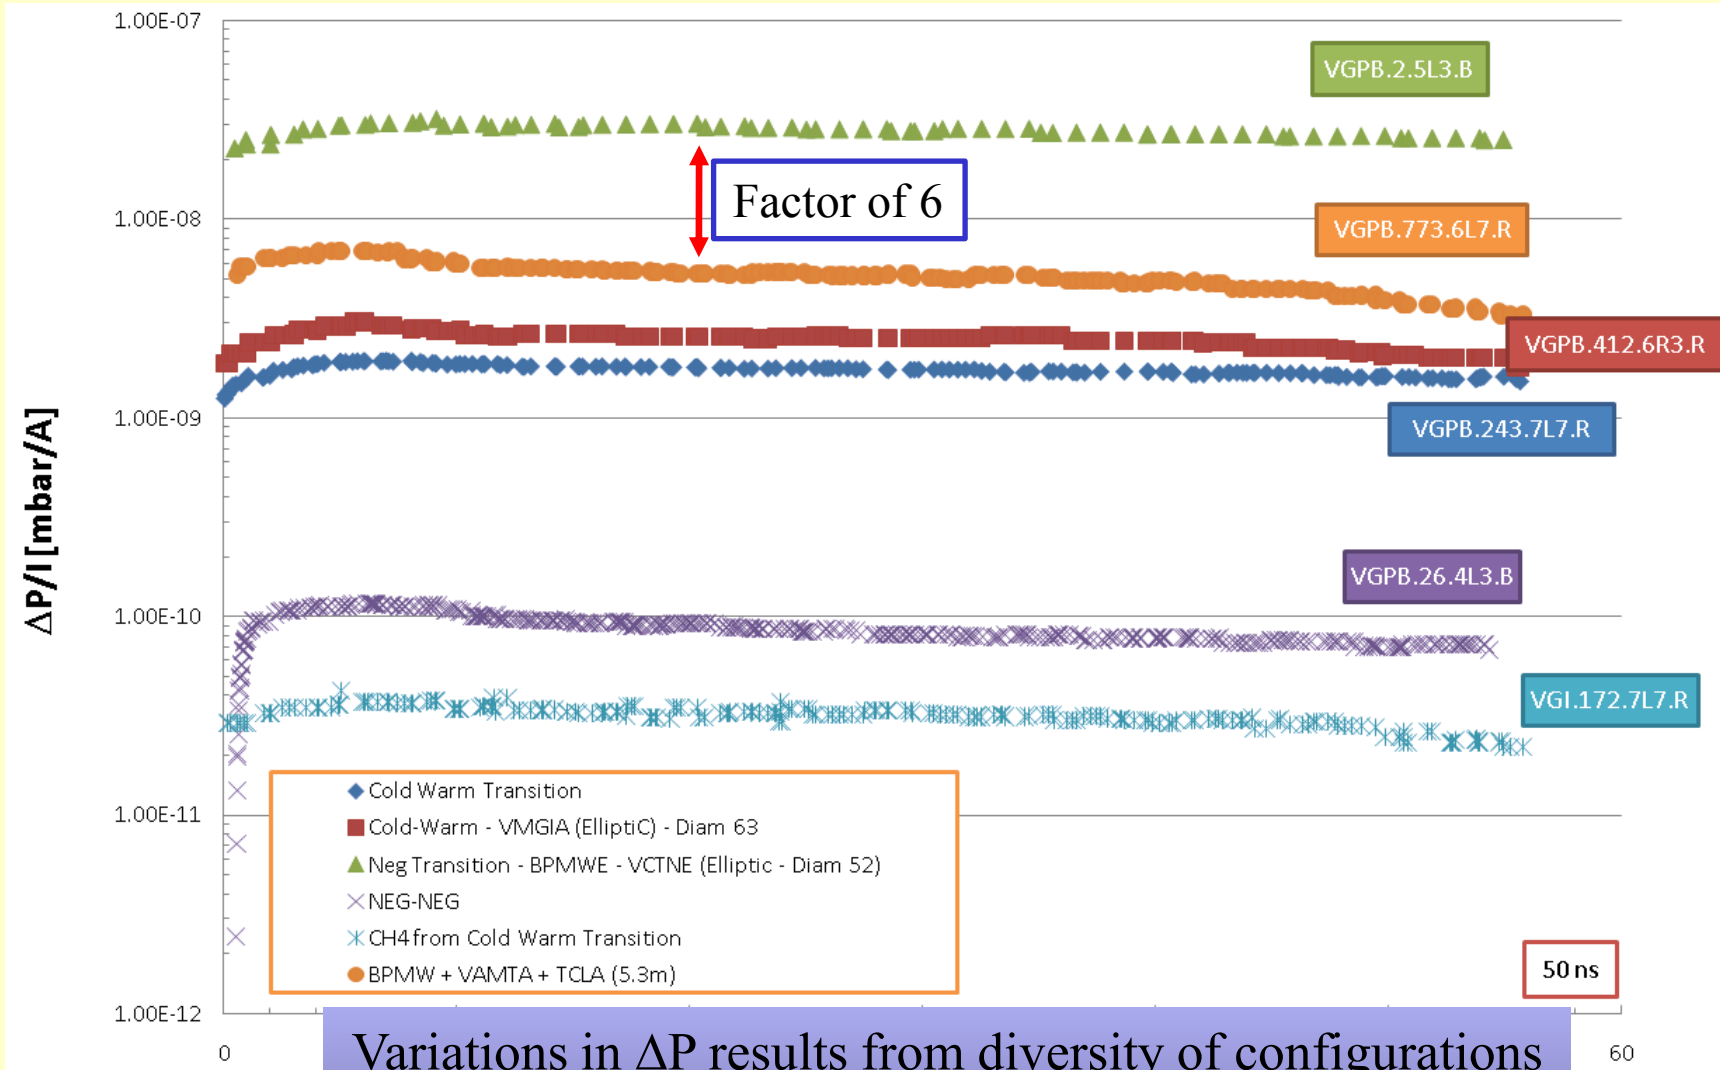 1.00E-07
VGPB.2.5L3.B
Factor of 6
1.00E-08
VGPB.773.6L7.R
VGPB.412.6R3.R
1.00E-09
VGPB.243.7L7.R
ΔP/I [mbar/A]
VGPB.26.4L3.B
1.00E-10
VGI.172.7L7.R
Cold Warm Transition
1.00E-11
Cold-Warm - VMGIA (ElliptiC) - Diam 63
Neg Transition - BPMWE - VCTNE (Elliptic - Diam 52)
NEG-NEG
CH4 from Cold Warm Transition
BPMW + VAMTA + TCLA (5.3m)
50 ns
1.00E-12
0
Variations in ΔP results from diversity of configurations
60